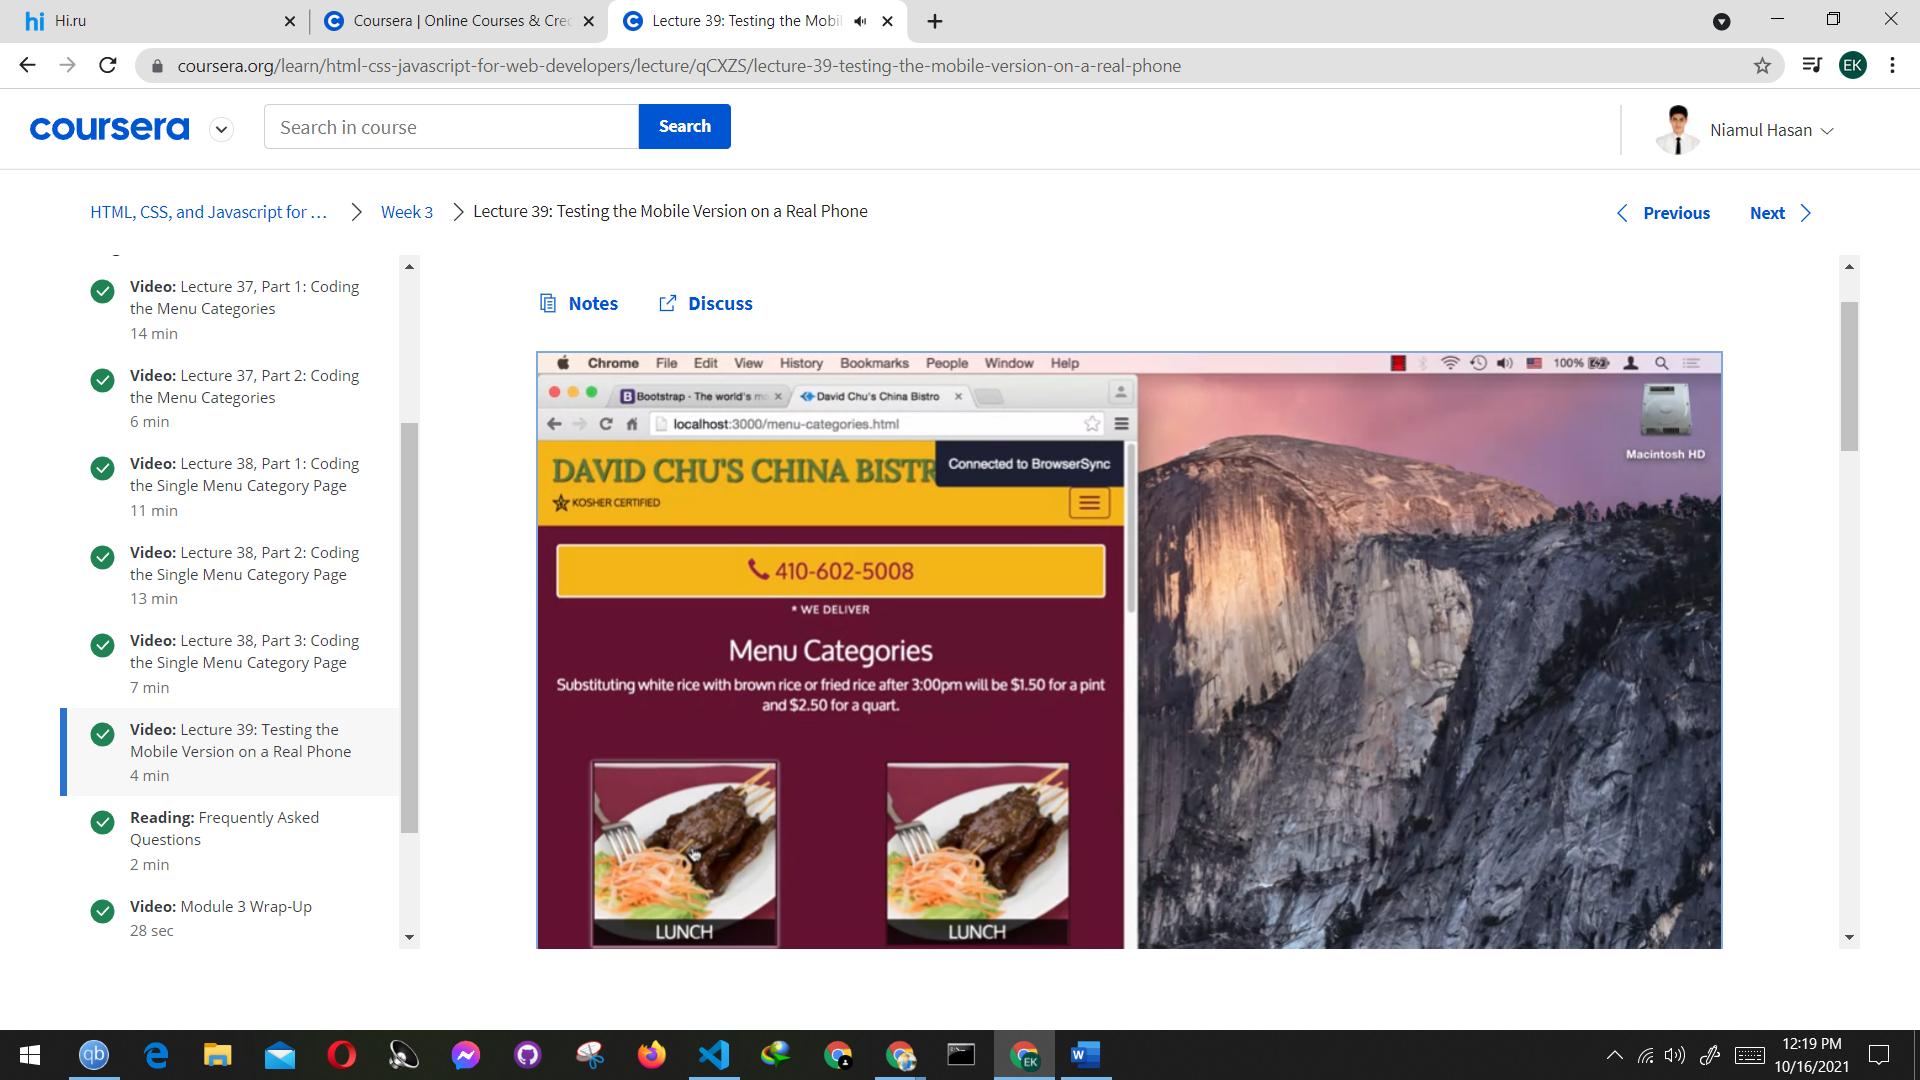 hi Hi.ru
Coursera | Online Courses & Cred
Lecture 39: Testing the Mobil
coursera.org/learn/html-css-javascript-for-web-developers/lecture/qCXZS/lecture-39-testing-the-mobile-version-on-a-real-phone
EK
coursera
Search in course
Search
Niamul Hasan
HTML, CSS, and Javascript for ...
Week 3
Lecture 39: Testing the Mobile Version on a Real Phone
Previous
Next
Video: Lecture 37, Part 1: Coding
the Menu Categories
14 min
Video: Lecture 37, Part 2: Coding
the Menu Categories
6 min
Video: Lecture 38, Part 1: Coding
the Single Menu Category Page
11 min
Video: Lecture 38, Part 2: Coding
the Single Menu Category Page
13 min
Video: Lecture 38, Part 3: Coding
the Single Menu Category Page
7 min
Video: Lecture 39: Testing the
Mobile Version on a Real Phone
4 min
Reading: Frequently Asked
Questions
2 min
Video: Module 3 Wrap-Up
28 sec
Notes
Discuss
Chrome File Edit View History Bookmarks People Window Help
100%
B Bootstrap - The world's mo
David Chu's China Bistro
localhost:3000/menu-categories.html
Macintosh HD
DAVID CHU'S CHINA BISTR
Connected to BrowserSync
KOSHER CERTIFIED
410-602-5008
* WE DELIVER
Menu Categories
Substituting white rice with brown rice or fried rice after 3:00pm will be $1.50 for a pint
and $2.50 for a quart.
LUNCH
LUNCH
qb
EK
W
12:19 PM
10/16/2021